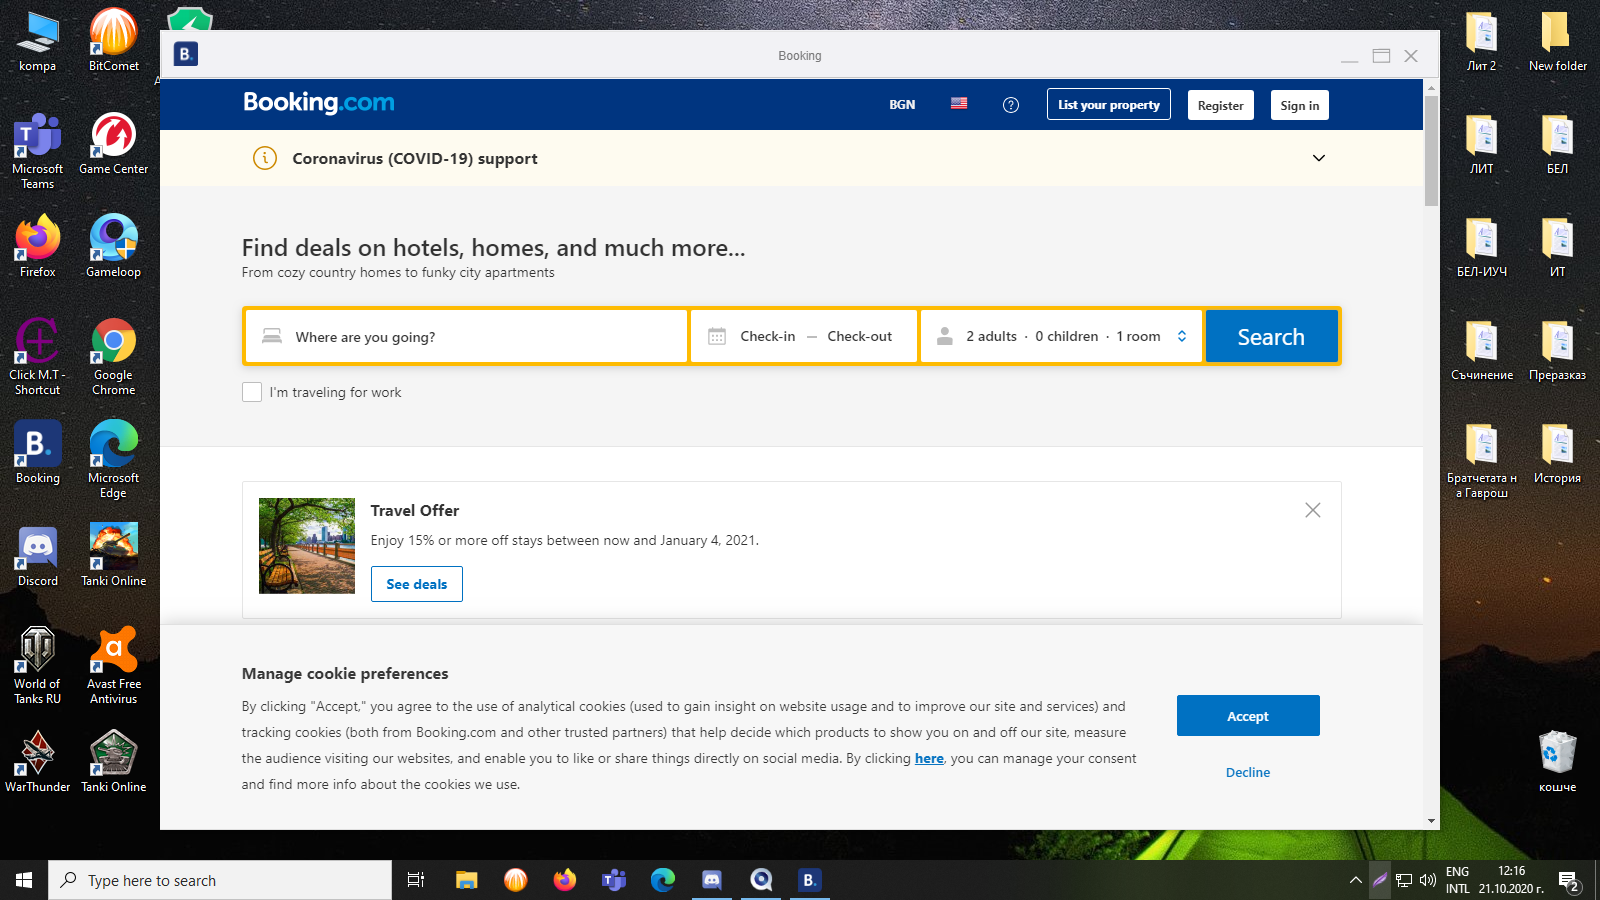 Booking
Booking.com
BGN
List your property
Register
Sign in
Coronavirus (COVID-19) support
Find deals on hotels, homes, and much more...
From cozy country homes to funky city apartments
Where are you going?
Check-in — Check-out
2 adults · 0 children · 1 room
Search
I'm traveling for work
Travel Offer
Enjoy 15% or more off stays between now and January 4, 2021.
See deals
Manage cookie preferences
By clicking "Accept," you agree to the use of analytical cookies (used to gain insight on website usage and to improve our site and services) and
tracking cookies (both from Booking.com and other trusted partners) that help decide which products to show you on and off our site, measure
the audience visiting our websites, and enable you to like or share things directly on social media. By clicking here, you can manage your consent
and find more info about the cookies we use.
Accept
Decline
kompa
BitComet
Microsoft
Teams
Game Center
Firefox
Gameloop
Click M.T -
Shortcut
Google
Chrome
Booking
Microsoft
Edge
Discord
Tanki Online
World of
Tanks RU
Avast Free
Antivirus
WarThunder
Tanki Online
Лит 2
New folder
ЛИТ
БЕЛ
БЕЛ-ИУЧ
ИТ
Съчинение
Преразказ
Братчетата н
а Гаврош
История
кошче
Type here to search
ENG
INTL
12:16
21.10.2020 г.
2